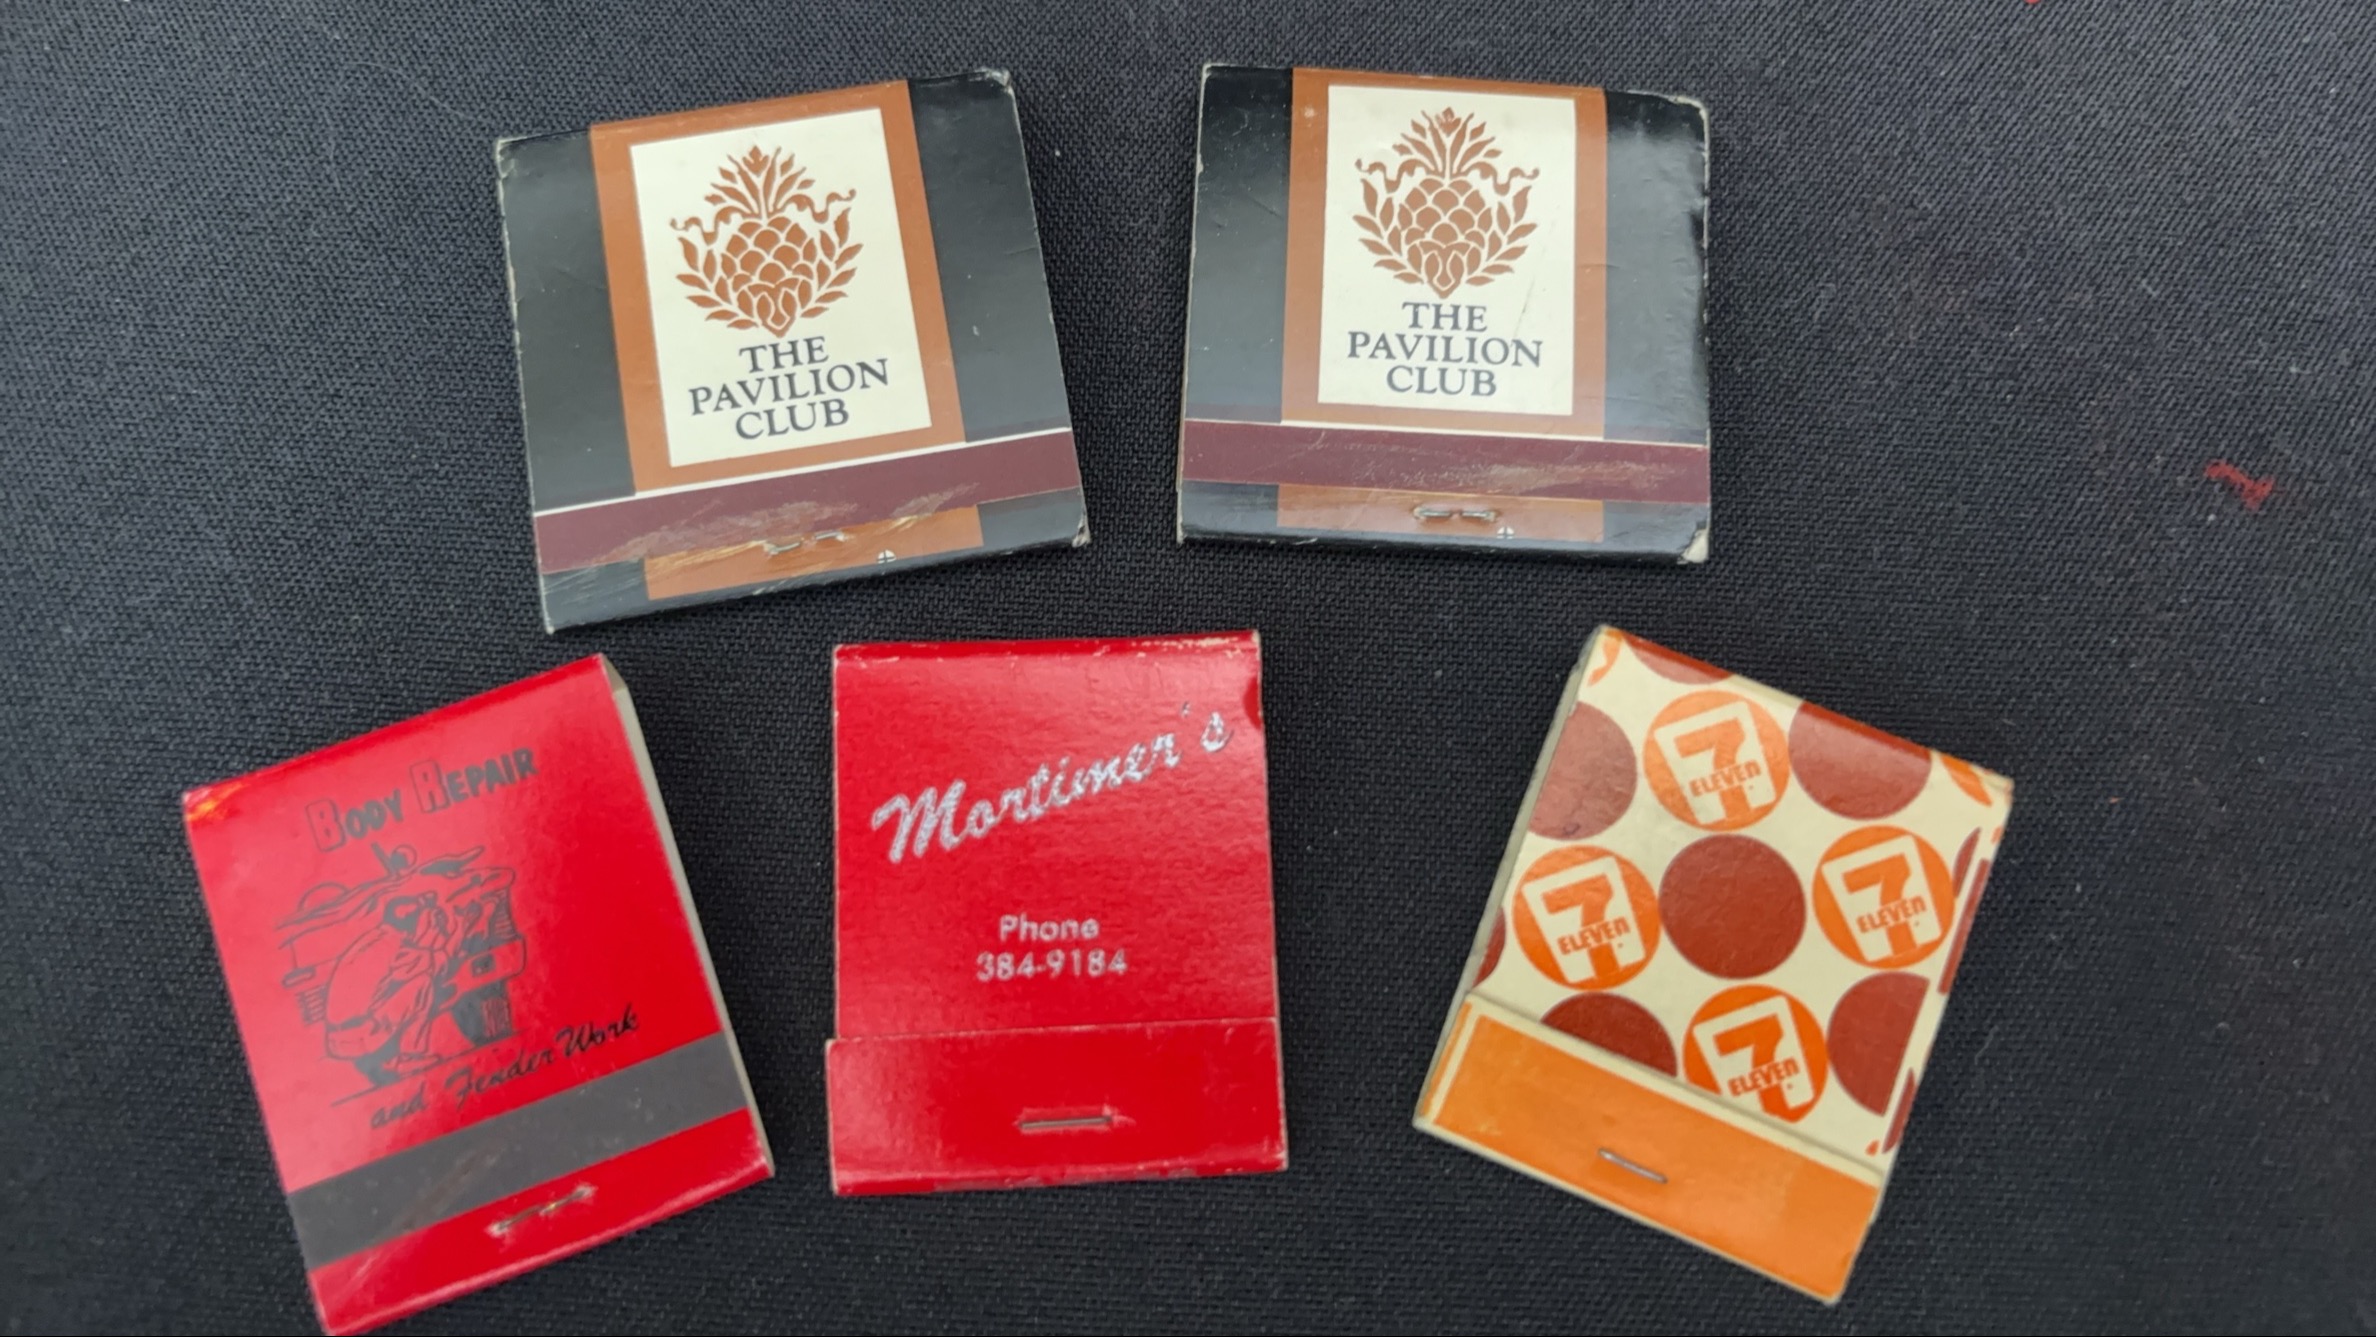 THE
PAVILION
CLUB
THE
PAVILION
CLUB
BODY REPAIR
and Fender Work
Mortimer's
Phone
384-9184
7
ELEVEn
7
ELEVEn
7
ELEVEn
7
ELEVEn